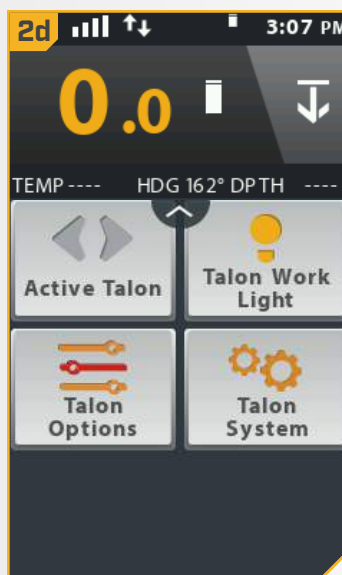 2d
3:07 PM
0.0
TEMP ---- HDG 162° DPTH ----
Active Talon
Talon Work
Light
Talon
Options
Talon
System